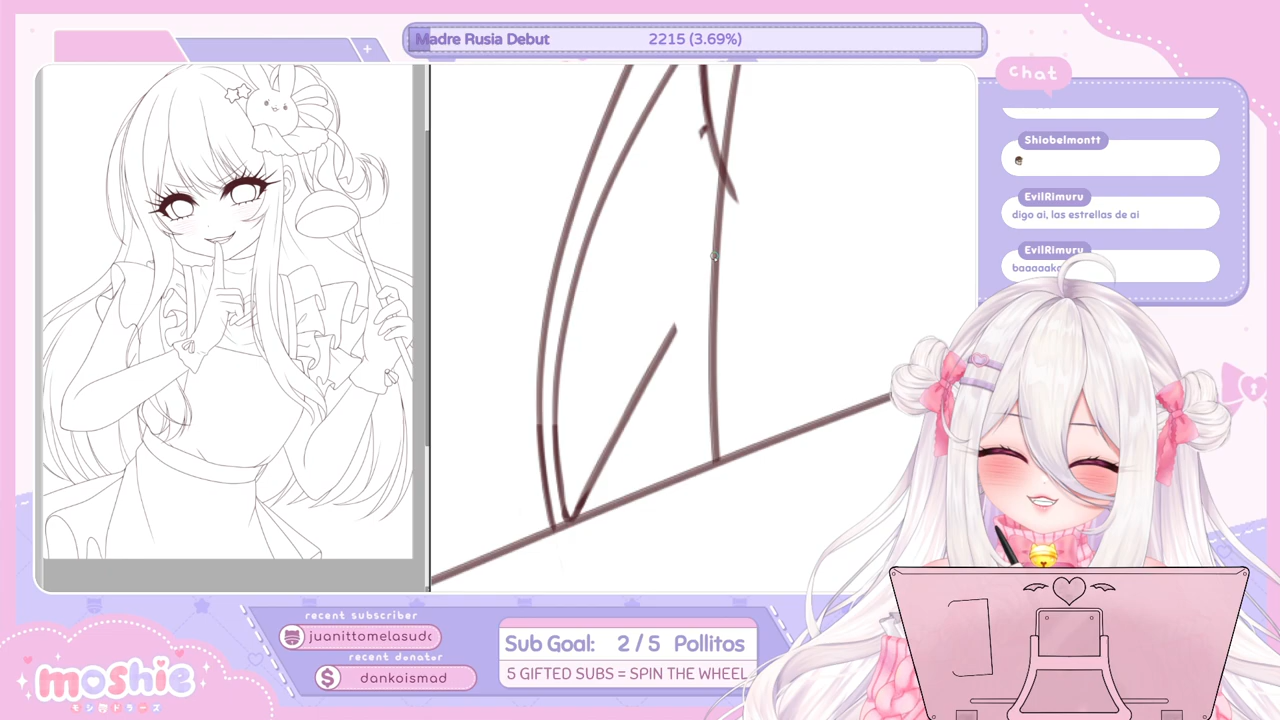 Madre Rusia Debut 2215 (3.69%)
chat
Shiobelmontt
EvilRimuru
digo ai, las estrellas de ai
EvilRimuru
recent subscriber
juanittomelasudc
recent donator
$ dankoismad
Sub Goal: 2 / 5 Pollitos
5 GIFTED SUBS = SPIN THE WHEEL
moshie